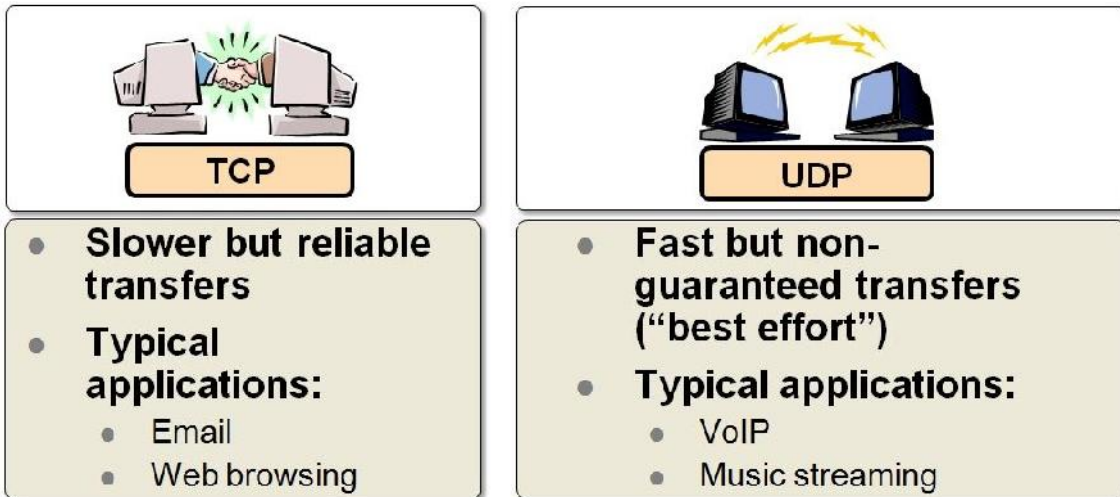 TCP
Slower but reliable
transfers
Typical
applications:
Email
Web browsing
UDP
Fast but non-
guaranteed transfers
(“best effort”)
Typical applications:
VoIP
Music streaming